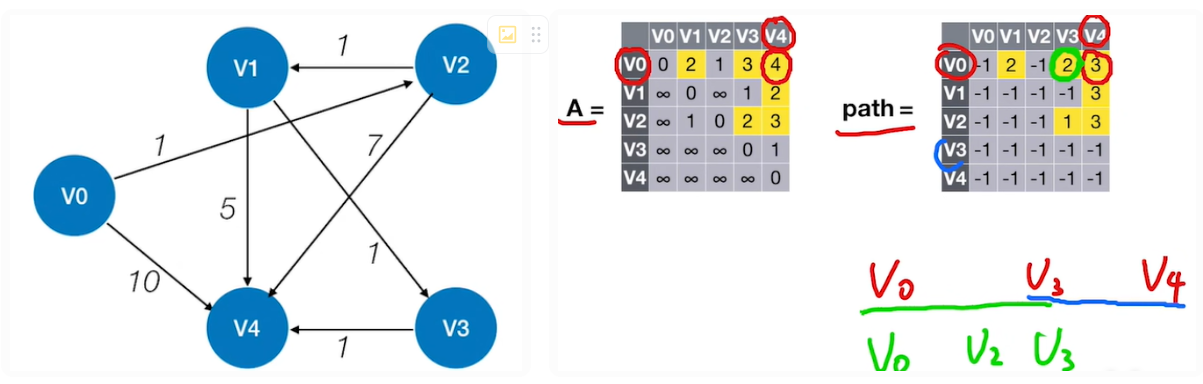 1
V1
V2
1
7
V0
5
1
10
V4
V3
1
A =
V0 V1 V2 V3 V4
V0 0 2 1 3 4
V1 ∞ 0 ∞ 1 2
V2 ∞ 1 0 2 3
V3 ∞ ∞ ∞ 0 1
V4 ∞ ∞ ∞ ∞ 0
path =
V0 V1 V2 V3 V4
V0 -1 2 -1 2 3
V1 -1 -1 -1 -1 3
V2 -1 -1 -1 1 3
V3 -1 -1 -1 -1 -1
V4 -1 -1 -1 -1 -1
V0 V3 V4
V0 V2 V3